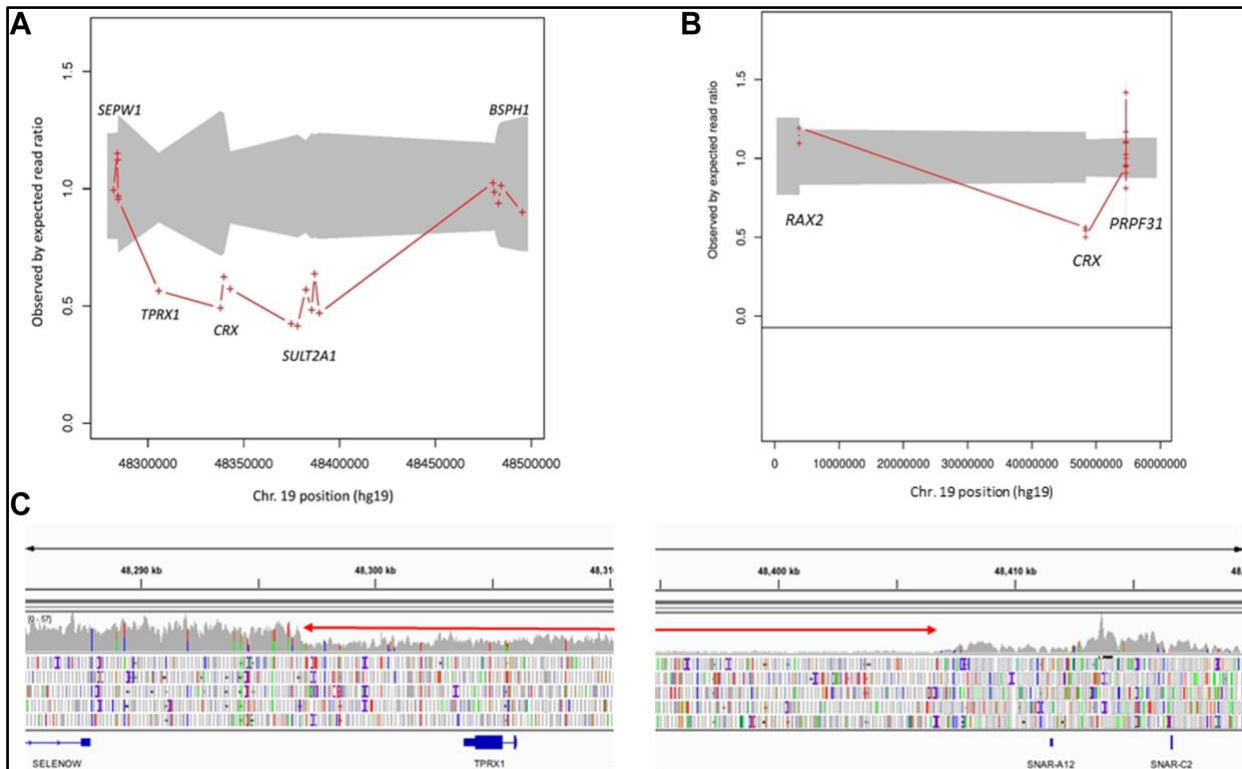 A
Observed by expected read ratio
1.5
1.0
0.5
0.0
SEPW1
BSPH1
TPRX1
CRX
SULT2A1
48300000 48350000 48400000 48450000 48500000
Chr. 19 position (hg19)
B
Observed by expected read ratio
1.5
1.0
0.5
0.0
RAX2
PRPF31
CRX
0 10000000 20000000 30000000 40000000 50000000 60000000
Chr. 19 position (hg19)
C
48,290 kb 48,300 kb 48,310
[0 - 57]
SELENOW TPRX1
48,400 kb 48,410 kb
SNAR-A12 SNAR-C2